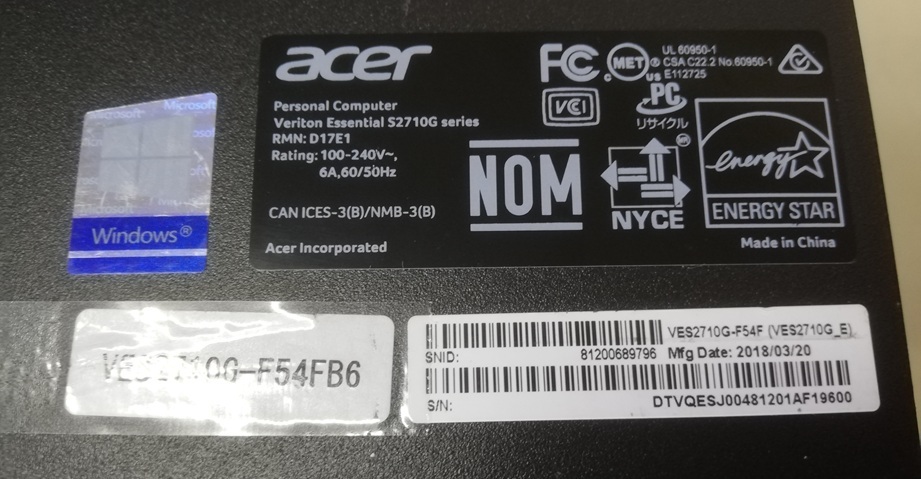 acer
Personal Computer
Veriton Essential S2710G series
RMN: D17E1
Rating: 100-240V~,
6A,60/50Hz
CAN ICES-3(B)/NMB-3(B)
Acer Incorporated
FC
c MET us ®
UL 60950-1
CSA C22.2 No.60950-1
E112725
VCI
PC
リサイクル
NOM
NYCE
energy
ENERGY STAR
Made in China
Microsoft
Windows®
VES2710G-F54FB6
VES2710G-F54F (VES2710G_E)
SNID: 81200689796 Mfg Date: 2018/03/20
S/N: DTVQESJ00481201AF19600